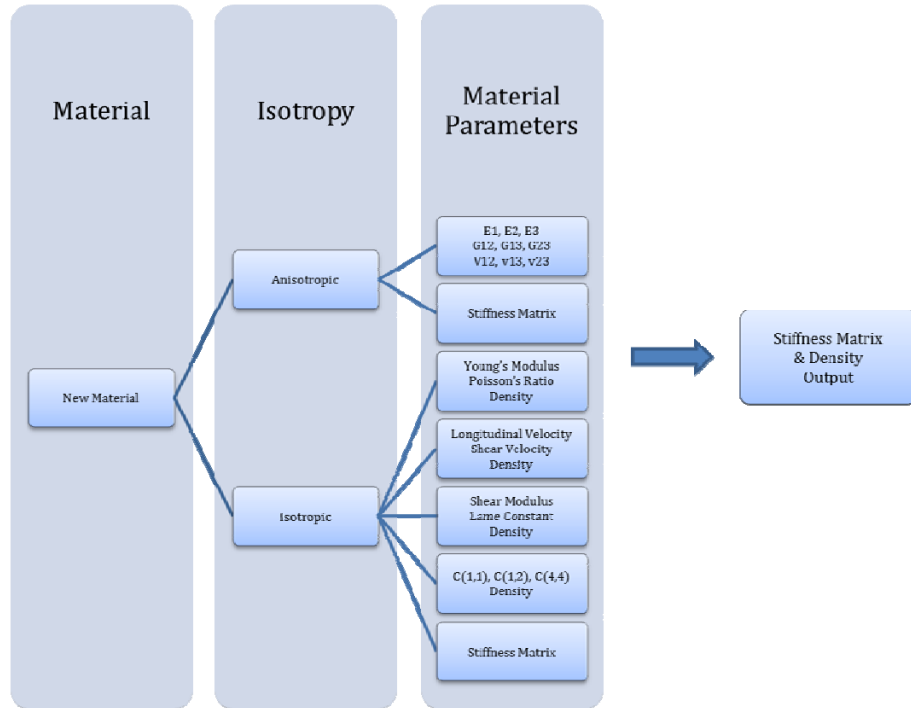 Material
Isotropy
Material
Parameters
New Material
Anisotropic
Isotropic
E1, E2, E3
G12, G13, G23
V12, v13, v23
Stiffness Matrix
Young's Modulus
Poisson's Ratio
Density
Longitudinal Velocity
Shear Velocity
Density
Shear Modulus
Lame Constant
Density
C(1,1), C(1,2), C(4,4)
Density
Stiffness Matrix
Stiffness Matrix
& Density
Output